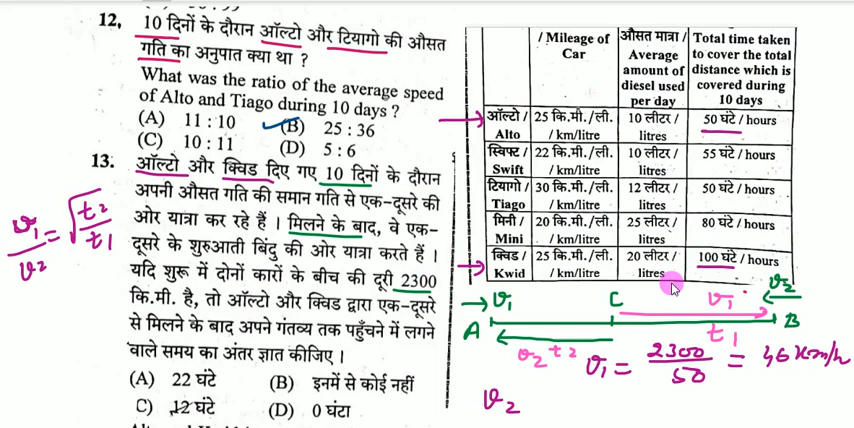 12. 10 दिनों के दौरान ऑल्टो और टियागो की औसत
गति का अनुपात क्या था ?
What was the ratio of the average speed
of Alto and Tiago during 10 days ?
(A) 11 : 10 (B) 25 : 36
(C) 10 : 11 (D) 5 : 6
13. ऑल्टो और क्विड दिए गए 10 दिनों के दौरान
अपनी औसत गति की समान गति से एक-दूसरे की
ओर यात्रा कर रहे हैं । मिलने के बाद, वे एक-
दूसरे के शुरुआती बिंदु की ओर यात्रा करते हैं ।
यदि शुरू में दोनों कारों के बीच की दूरी 2300
कि.मी. है, तो ऑल्टो और क्विड द्वारा एक-दूसरे
से मिलने के बाद अपने गंतव्य तक पहुँचने में लगने
वाले समय का अंतर ज्ञात कीजिए ।
(A) 22 घंटे (B) इनमें से कोई नहीं
C) 12 घंटे (D) 0 घंटा
v1/v2 = √t2/t1
/ Mileage of Car
औसत मात्रा / Average amount of diesel used per day
Total time taken to cover the total distance which is covered during 10 days
ऑल्टो / Alto 25 कि.मी./ली. / km/litre 10 लीटर / litres 50 घंटे / hours
स्विफ्ट / Swift 22 कि.मी./ली. / km/litre 10 लीटर / litres 55 घंटे / hours
टियागो / Tiago 30 कि.मी./ली. / km/litre 12 लीटर / litres 50 घंटे / hours
मिनी / Mini 20 कि.मी./ली. / km/litre 25 लीटर / litres 80 घंटे / hours
क्विड / Kwid 25 कि.मी./ली. / km/litre 20 लीटर / litres 100 घंटे / hours
v1 C v1 v2
A B
v2 t2 t1
v1 = 2300/50 = 46 km/h
v2